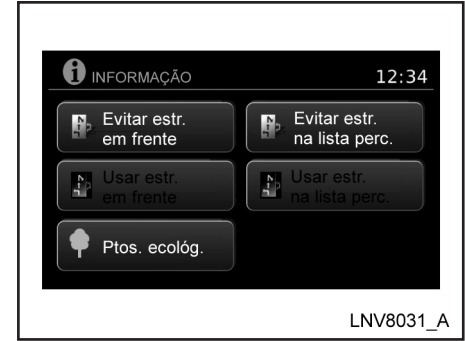 INFORMAÇÃO 12:34
Evitar estr.
em frente
Evitar estr.
na lista perc.
Usar estr.
em frente
Usar estr.
na lista perc.
Ptos. ecológ.
LNV8031_A